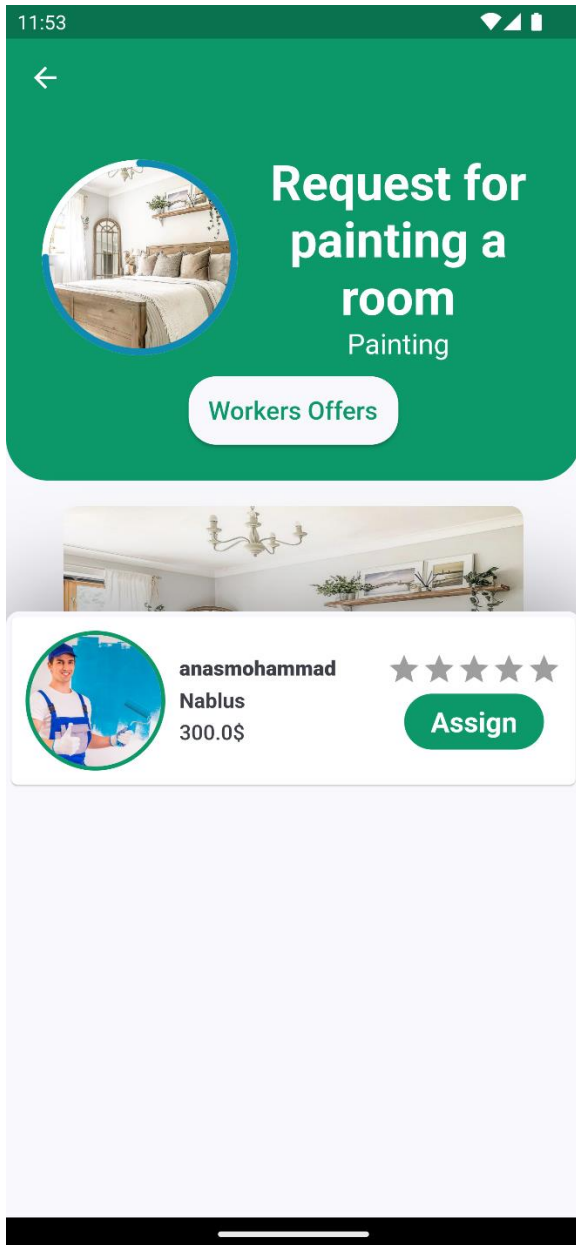 11:53
Request for
painting a
room
Painting
Workers Offers
anasmohammad
Nablus
300.0$
Assign